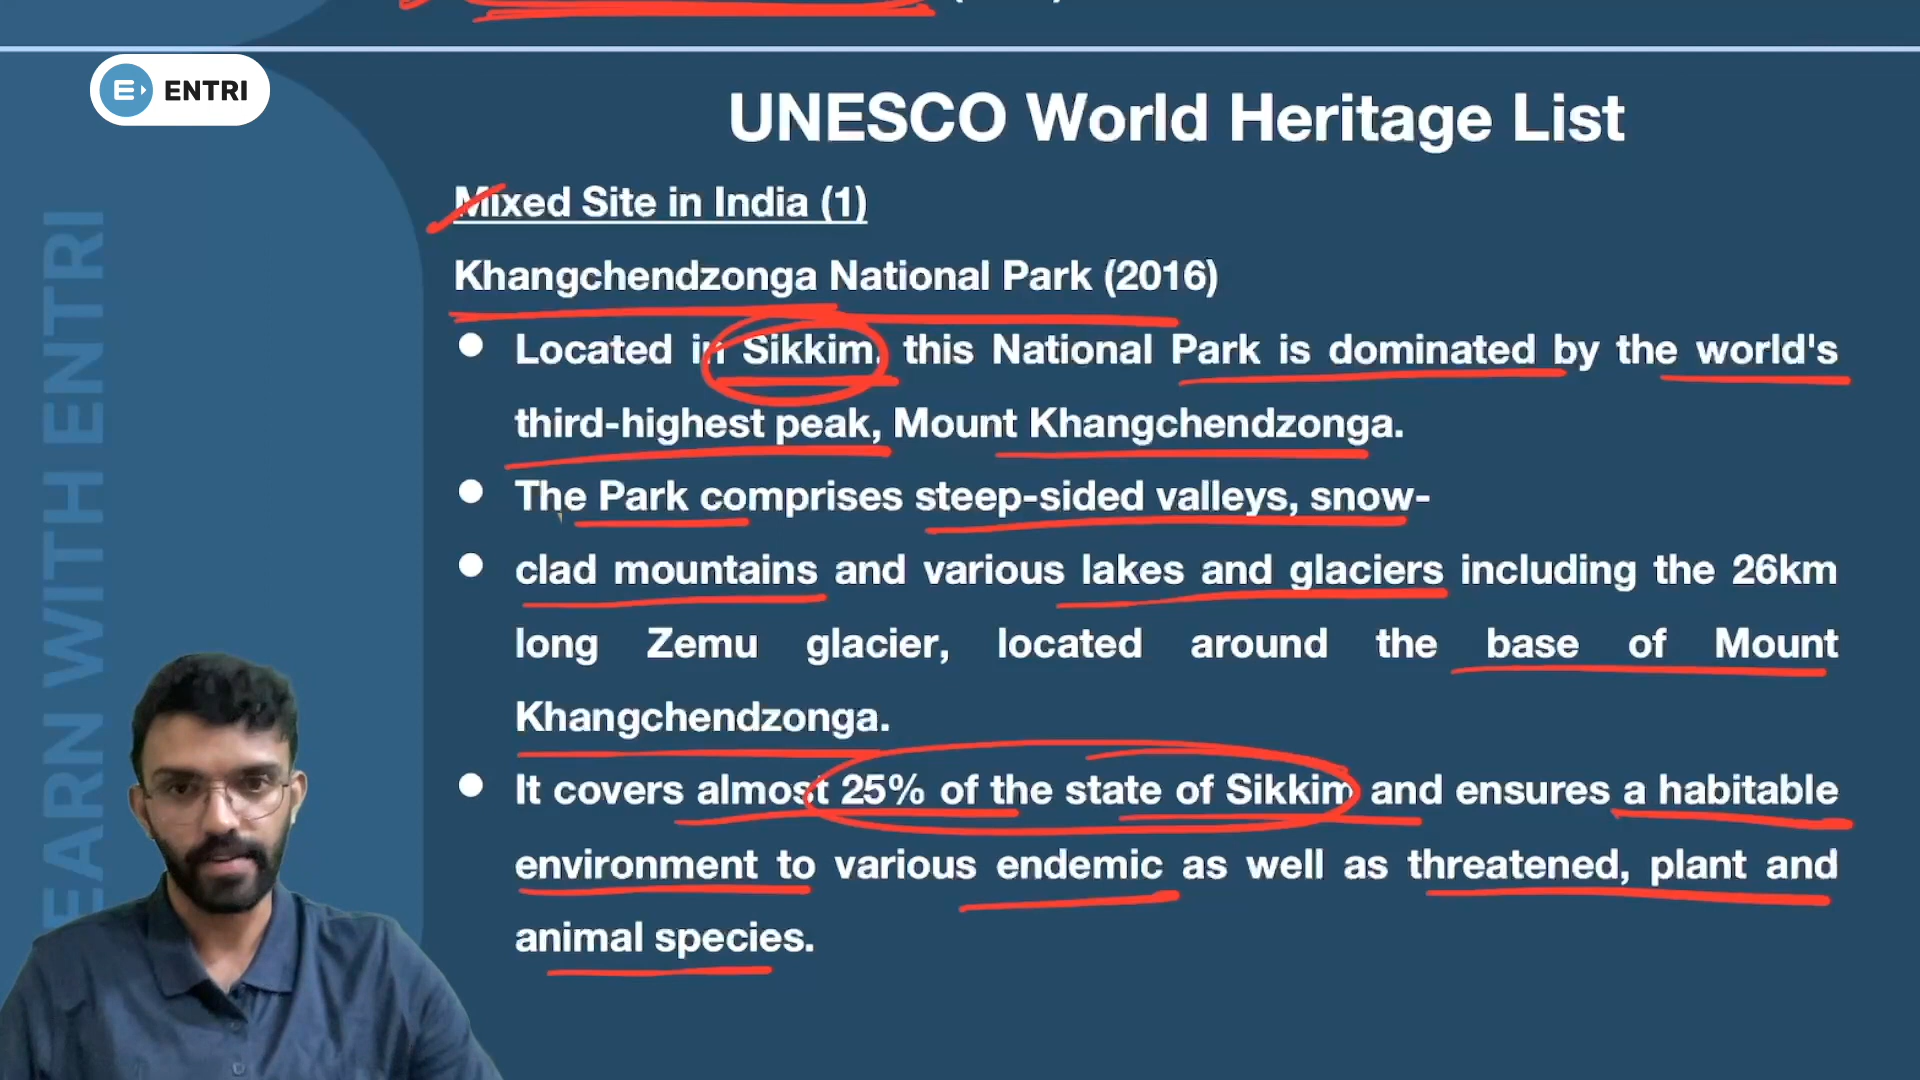 ENTRI
UNESCO World Heritage List
Mixed Site in India (1)
Khangchendzonga National Park (2016)
● Located in Sikkim, this National Park is dominated by the world's
third-highest peak, Mount Khangchendzonga.
● The Park comprises steep-sided valleys, snow-
● clad mountains and various lakes and glaciers including the 26km
long Zemu glacier, located around the base of Mount
Khangchendzonga.
● It covers almost 25% of the state of Sikkim and ensures a habitable
environment to various endemic as well as threatened, plant and
animal species.
EARN WITH ENTRI